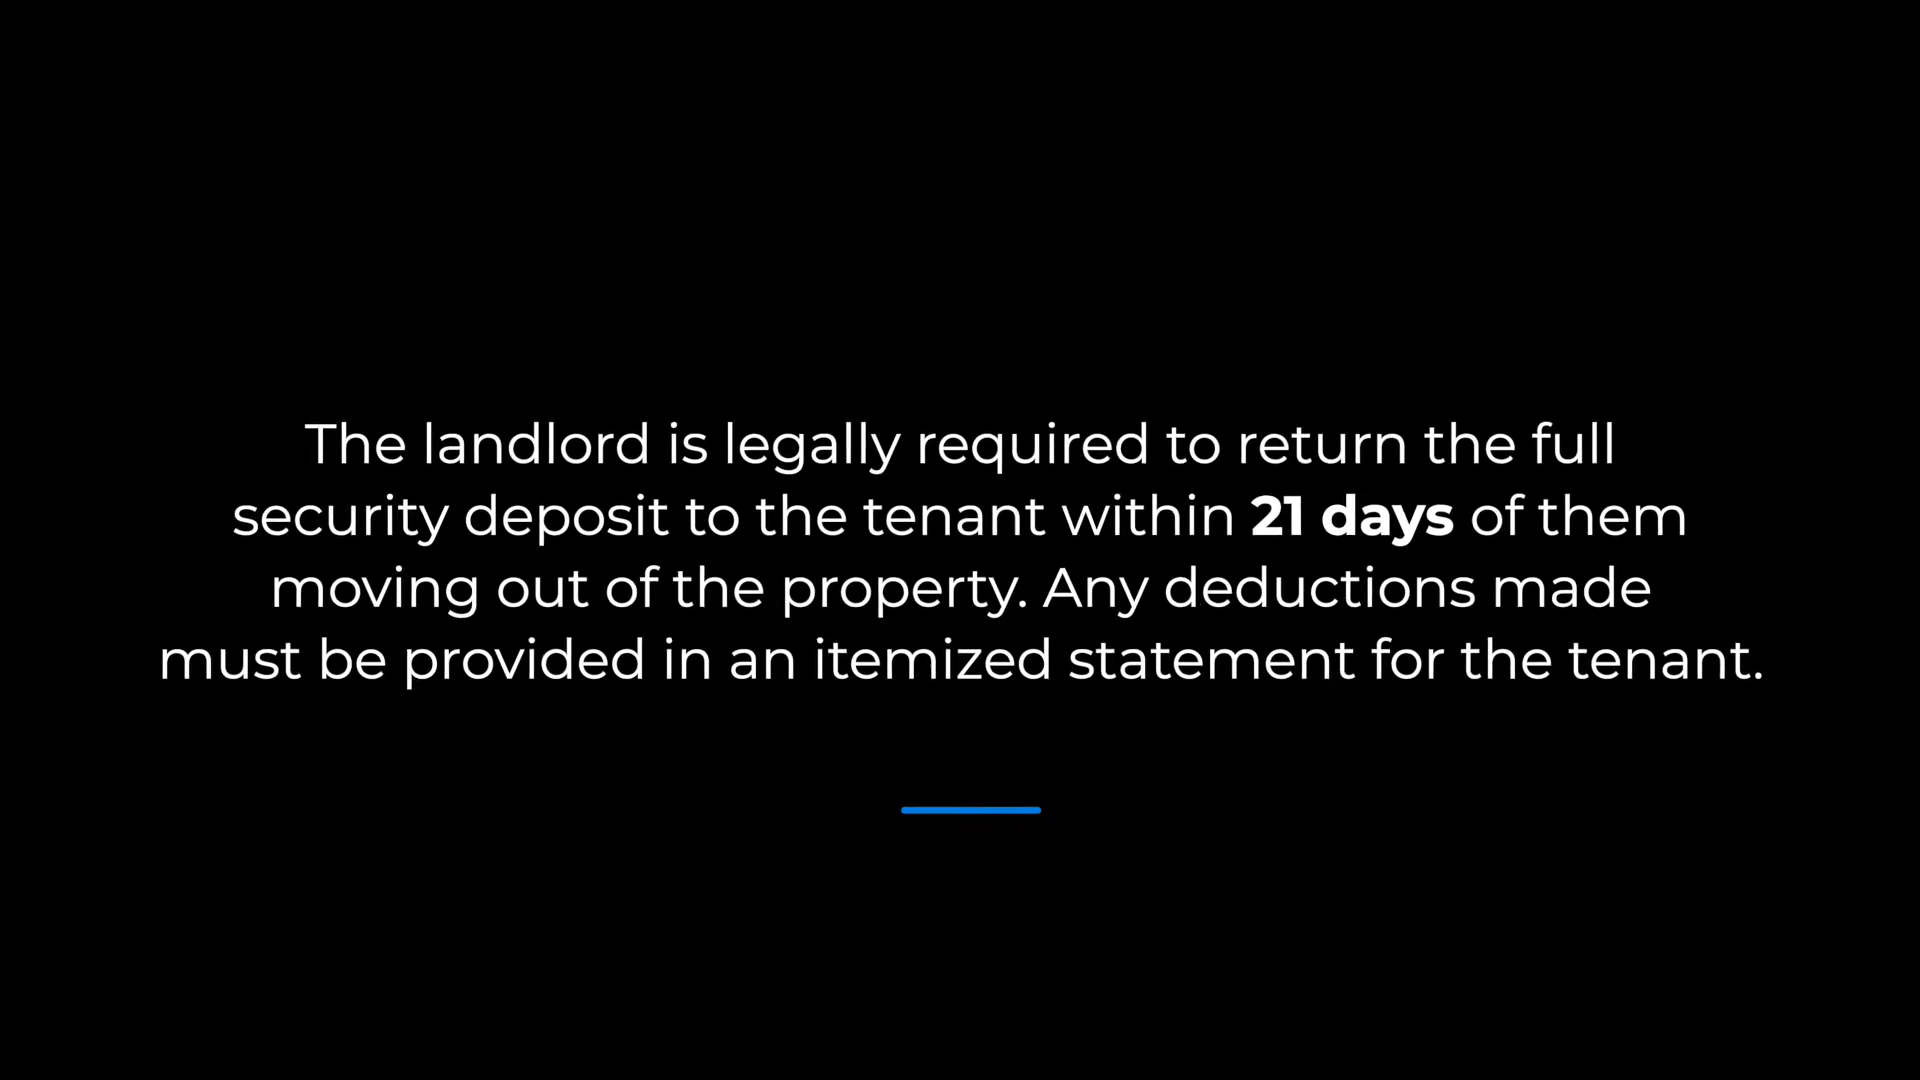 The landlord is legally required to return the full
security deposit to the tenant within 21 days of them
moving out of the property. Any deductions made
must be provided in an itemized statement for the tenant.